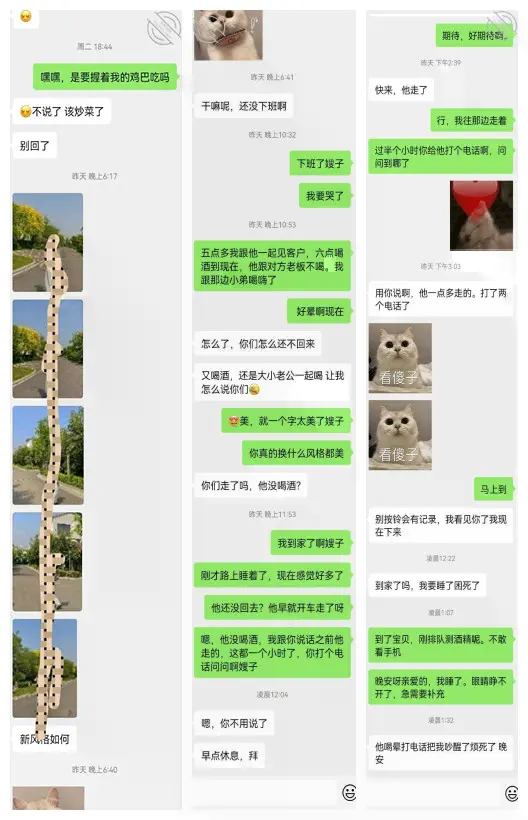 周二 18:44
嘿嘿，是要握着我的鸡巴吃吗
不说了 该炒菜了
别回了
昨天 晚上6:17
新风格如何
昨天 晚上6:40
昨天 晚上6:41
干嘛呢，还没下班啊
昨天 晚上10:32
下班了嫂子
我要哭了
昨天 晚上10:53
五点多我跟他一起见客户，六点喝
酒到现在，他跟对方老板不喝。我
跟那边小弟喝嗨了
好晕啊现在
怎么了，你们怎么还不回来
又喝酒，还是大小老公一起喝 让我
怎么说你们
美，就一个字太美了嫂子
你真的换什么风格都美
你们走了吗，他没喝酒？
昨天 晚上11:53
我到家了啊嫂子
刚才路上睡着了，现在感觉好多了
他还没回去？他早就开车走了呀
嗯，他没喝酒，我跟你说话之前他
走的，这都一个小时了，你打个电
话问问啊嫂子
凌晨12:04
嗯，你不用说了
早点休息，拜
期待，好期待啊。
昨天 下午2:39
快来，他走了
行，我往那边走着
过半个小时你给他打个电话啊，问
问到哪了
昨天 下午3:03
用你说啊，他一点多走的。打了两
个电话了
看傻子
看傻子
马上到
别按铃会有记录，我看见你了我现
在下来
凌晨12:22
到家了吗，我要睡了困死了
凌晨1:07
到了宝贝，刚排队测酒精呢。不敢
看手机
晚安呀亲爱的，我睡了。眼睛睁不
开了，急需要补充
凌晨1:32
他喝晕打电话把我吵醒了烦死了 晚
安